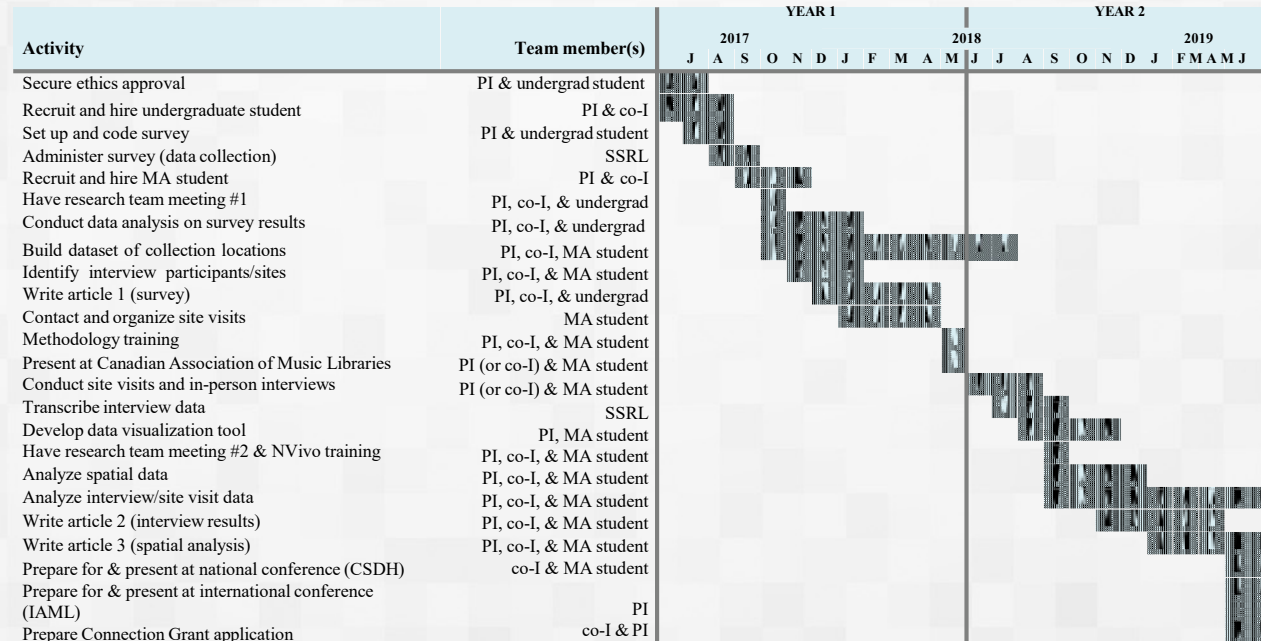 YEAR 1 YEAR 2
2017 2018 2019
Activity Team member(s)
J A S O N D J F M A M J J A S O N D J F M A M J
Secure ethics approval PI & undergrad student
Recruit and hire undergraduate student PI & co-I
Set up and code survey PI & undergrad student
Administer survey (data collection) SSRL
Recruit and hire MA student PI & co-I
Have research team meeting #1 PI, co-I, & undergrad
Conduct data analysis on survey results PI, co-I, & undergrad
Build dataset of collection locations PI, co-I, MA student
Identify interview participants/sites PI, co-I, & MA student
Write article 1 (survey) PI, co-I, & undergrad
Contact and organize site visits MA student
Methodology training PI, co-I, & MA student
Present at Canadian Association of Music Libraries PI (or co-I) & MA student
Conduct site visits and in-person interviews PI (or co-I) & MA student
Transcribe interview data SSRL
Develop data visualization tool PI, MA student
Have research team meeting #2 & NVivo training PI, co-I, & MA student
Analyze spatial data PI, co-I, & MA student
Analyze interview/site visit data PI, co-I, & MA student
Write article 2 (interview results) PI, co-I, & MA student
Write article 3 (spatial analysis) PI, co-I, & MA student
Prepare for & present at national conference (CSDH) co-I & MA student
Prepare for & present at international conference
(IAML) PI
Prepare Connection Grant application co-I & PI